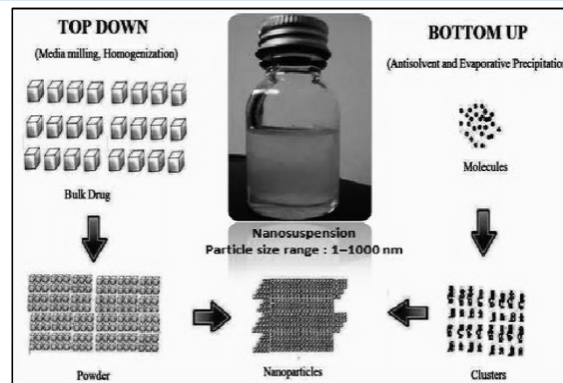 TOP DOWN
(Media milling, Homogenization)
Bulk Drug
Powder
Nanosuspension
Particle size range : 1–1000 nm
Nanoparticles
BOTTOM UP
(Antisolvent and Evaporative Precipitation
Molecules
Clusters